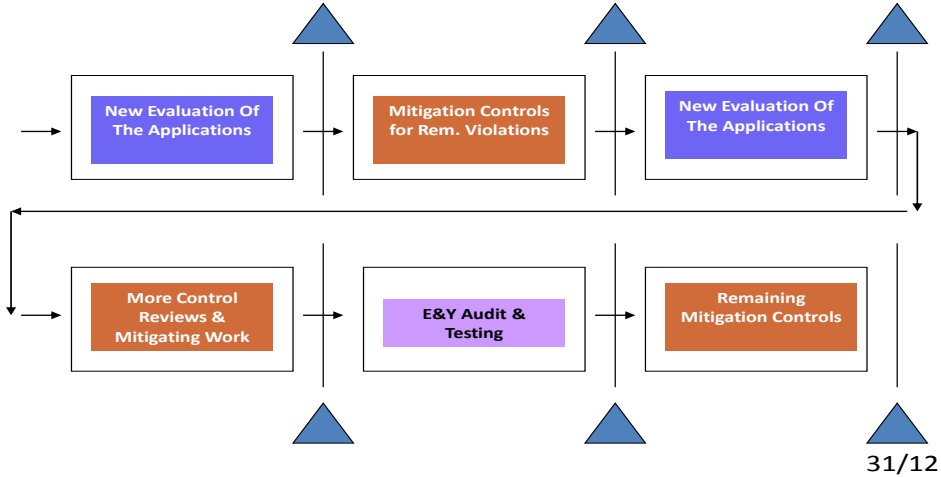 New Evaluation Of
The Applications
Mitigation Controls
for Rem. Violations
New Evaluation Of
The Applications
More Control
Reviews &
Mitigating Work
E&Y Audit &
Testing
Remaining
Mitigation Controls
31/12